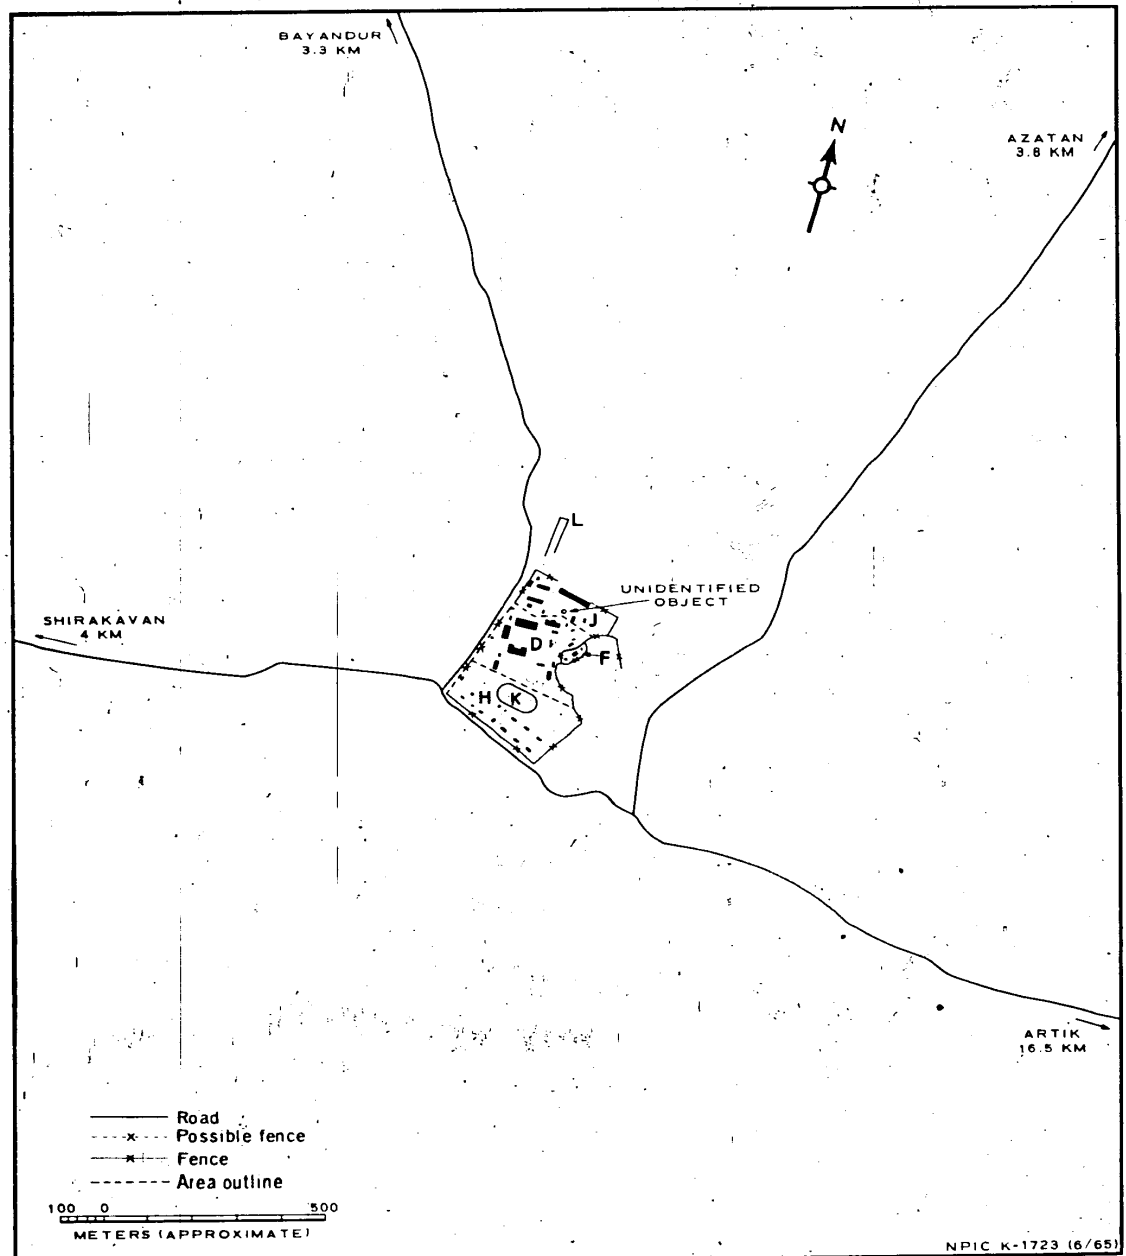 BAYANDUR
3.3 KM
N
AZATAN
3.8 KM
L
UNIDENTIFIED
OBJECT
J
SHIRAKAVAN
4 KM
D
F
H
K
ARTIK
16.5 KM
Road
Possible fence
Fence
Area outline
100 0 500
METERS (APPROXIMATE)
NPIC K-1723 (6/65)